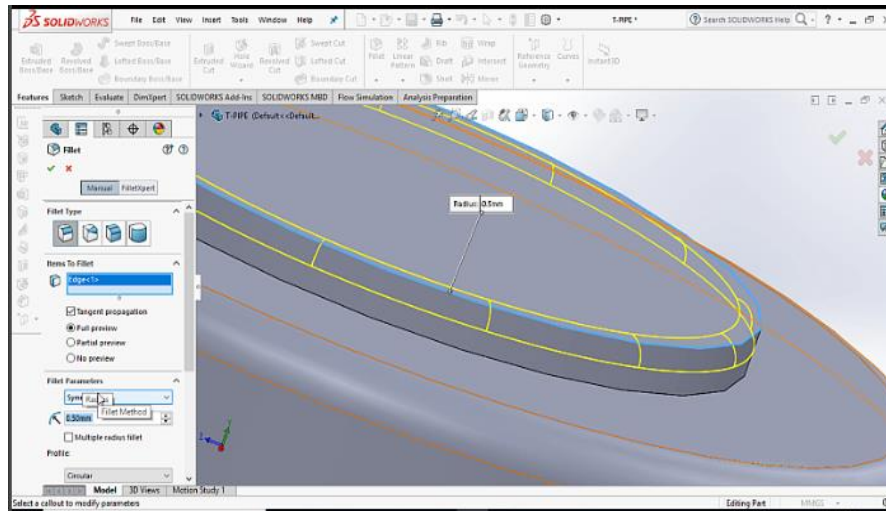 SOLIDWORKS File Edit View Insert Tools Window Help T-PIPE * Search SOLIDWORKS Help
Extruded Boss/Base Revolved Boss/Base Swept Boss/Base Lofted Boss/Base Boundary Boss/Base Extruded Cut Hole Wizard Revolved Cut Swept Cut Lofted Cut Boundary Cut Fillet Linear Pattern Rib Draft Shell Wrap Intersect Mirror Reference Geometry Curves Instant3D
Features Sketch Evaluate DimXpert SOLIDWORKS Add-Ins SOLIDWORKS MBD Flow Simulation Analysis Preparation
T-PIPE (Default<<Default...
Fillet
Manual FilletXpert
Fillet Type
Radius: 0.5mm
Items To Fillet
Edge<1>
Tangent propagation
Full preview
Partial preview
No preview
Fillet Parameters
Fillet Method
0.50mm
Multiple radius fillet
Profile:
Circular
Model 3D Views Motion Study 1
Select a callout to modify parameters Editing Part MMGS